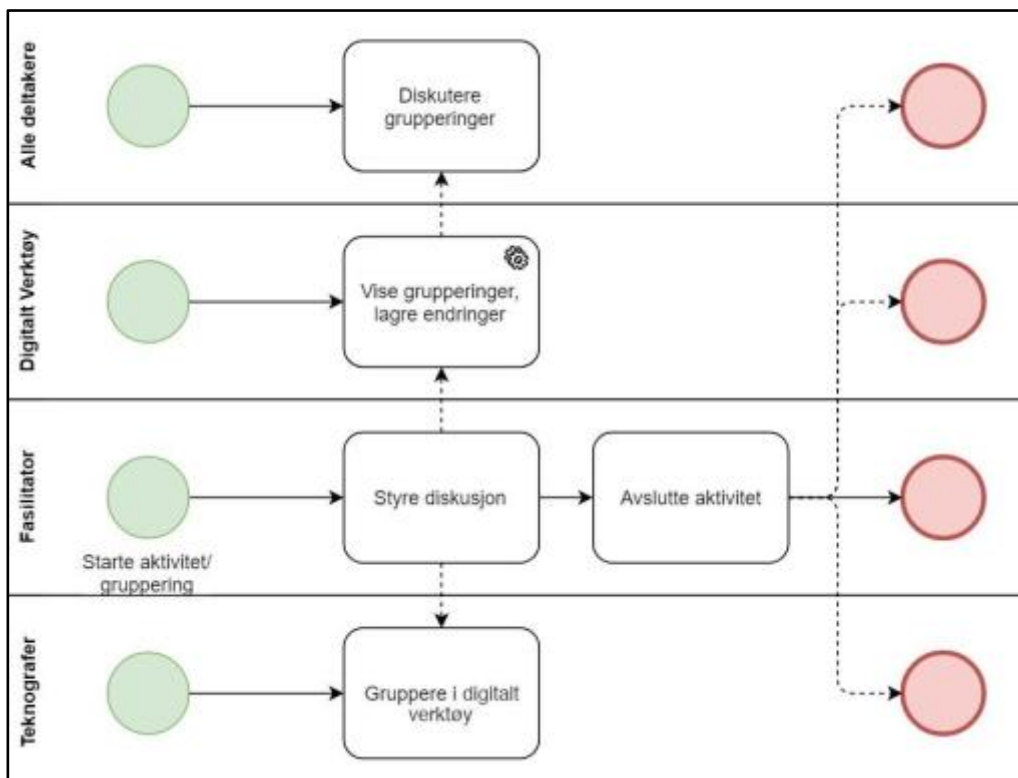 Alle deltakere
Diskutere
grupperinger
Digitalt Verktøy
Vise grupperinger,
lagre endringer
Fasilitator
Starte aktivitet/
gruppering
Styre diskusjon
Avslutte aktivitet
Teknografer
Gruppere i digitalt
verktøy